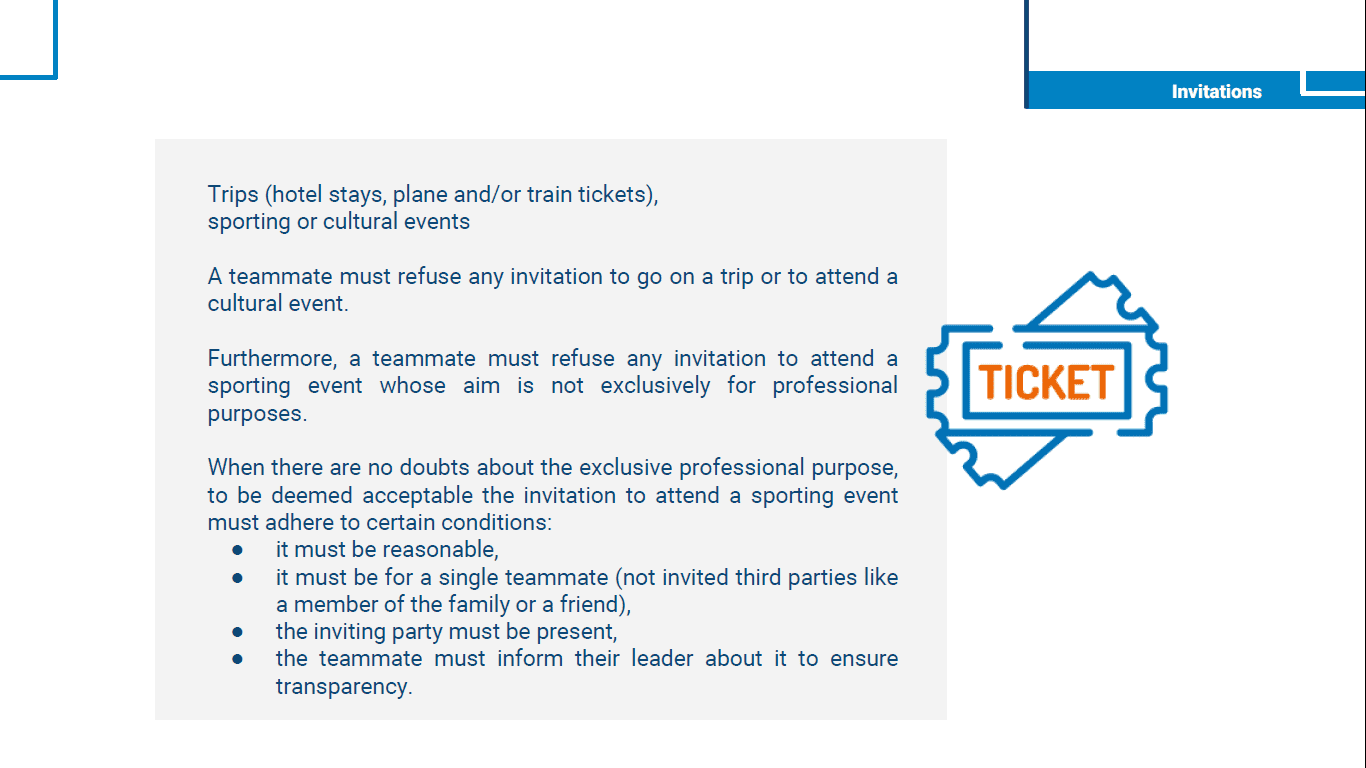 Invitations
Trips (hotel stays, plane and/or train tickets),
sporting or cultural events
A teammate must refuse any invitation to go on a trip or to attend a
cultural event.
Furthermore, a teammate must refuse any invitation to attend a
sporting event whose aim is not exclusively for professional
purposes.
When there are no doubts about the exclusive professional purpose,
to be deemed acceptable the invitation to attend a sporting event
must adhere to certain conditions:
● it must be reasonable,
● it must be for a single teammate (not invited third parties like
a member of the family or a friend),
● the inviting party must be present,
● the teammate must inform their leader about it to ensure
transparency.
TICKET